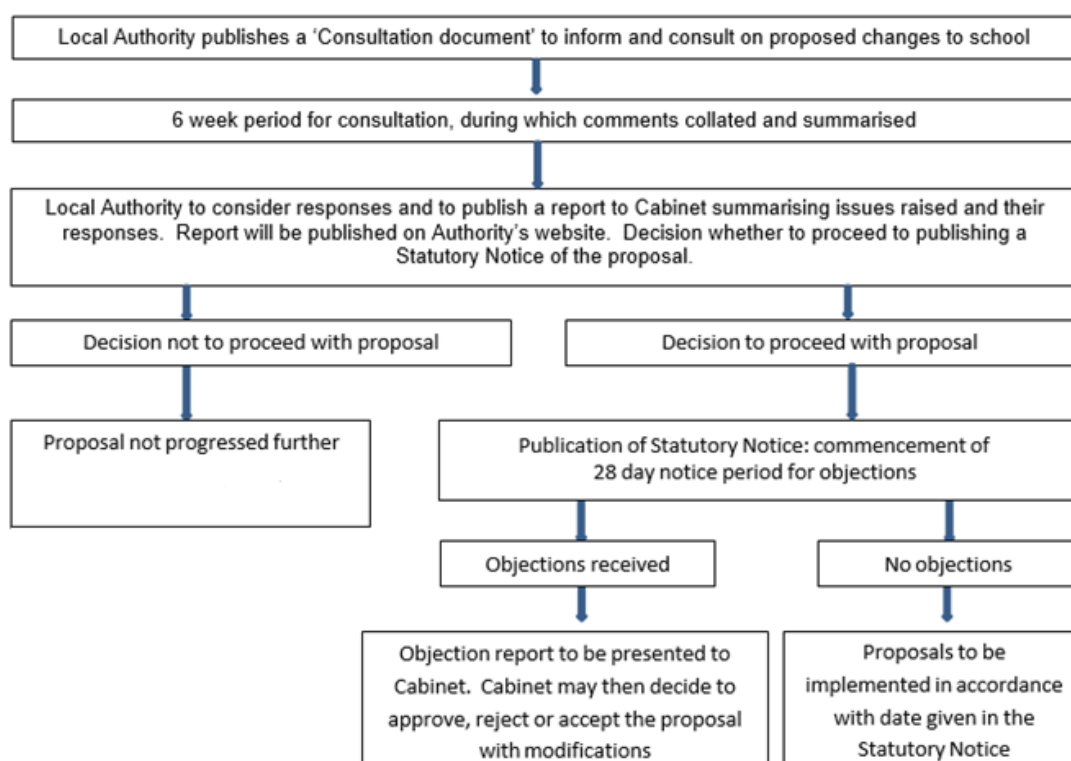 Local Authority publishes a ‘Consultation document’ to inform and consult on proposed changes to school
6 week period for consultation, during which comments collated and summarised
Local Authority to consider responses and to publish a report to Cabinet summarising issues raised and their
responses.  Report will be published on Authority’s website.  Decision whether to proceed to publishing a
Statutory Notice of the proposal.
Decision not to proceed with proposal
Decision to proceed with proposal
Proposal not progressed further
Publication of Statutory Notice: commencement of
28 day notice period for objections
Objections received
No objections
Objection report to be presented to
Cabinet.  Cabinet may then decide to
approve, reject or accept the proposal
with modifications
Proposals to be
implemented in accordance
with date given in the
Statutory Notice